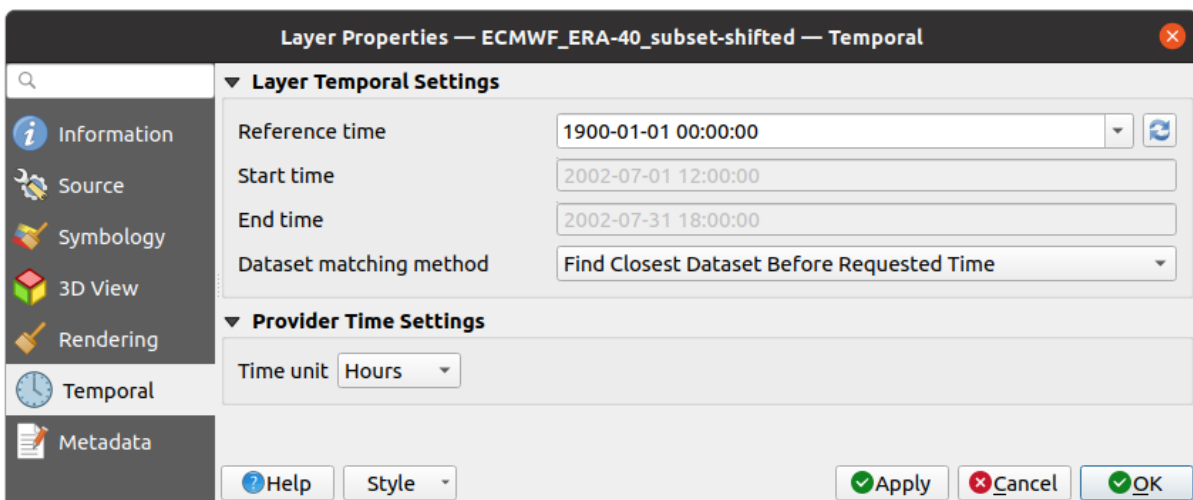 Layer Properties — ECMWF_ERA-40_subset-shifted — Temporal
Information
Source
Symbology
3D View
Rendering
Temporal
Metadata
Layer Temporal Settings
Reference time 1900-01-01 00:00:00
Start time 2002-07-01 12:00:00
End time 2002-07-31 18:00:00
Dataset matching method Find Closest Dataset Before Requested Time
Provider Time Settings
Time unit Hours
Help Style Apply Cancel OK